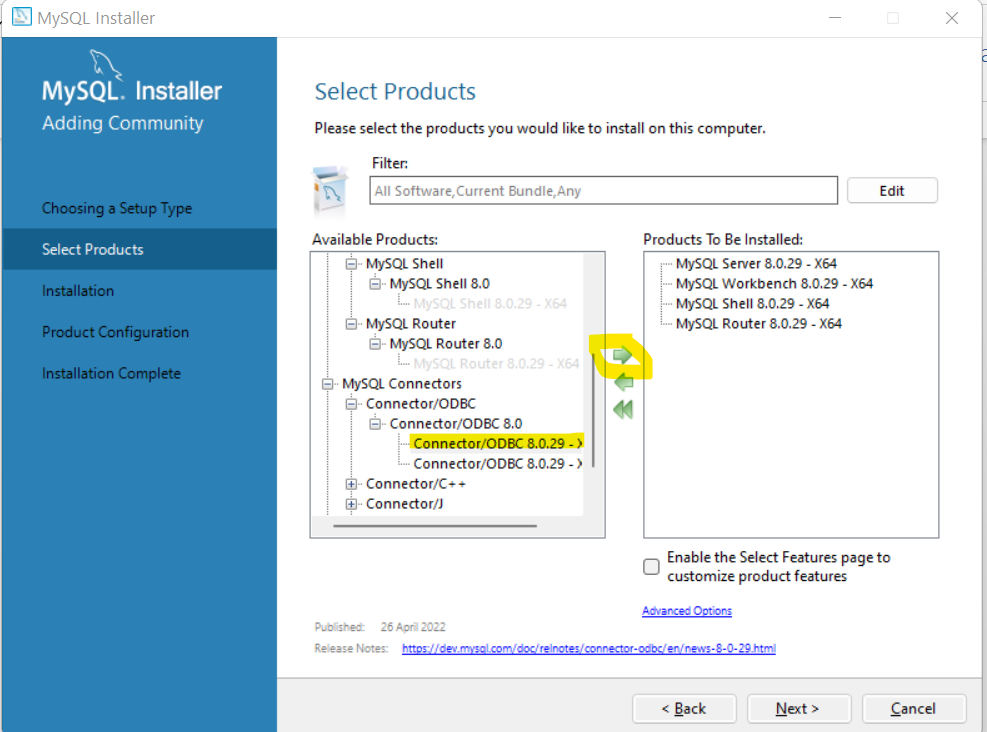 MySQL Installer
MySQL. Installer
Adding Community
Choosing a Setup Type
Select Products
Installation
Product Configuration
Installation Complete
Select Products
Please select the products you would like to install on this computer.
Filter:
All Software,Current Bundle,Any
Edit
Available Products:
MySQL Shell
MySQL Shell 8.0
MySQL Shell 8.0.29 - X64
MySQL Router
MySQL Router 8.0
MySQL Router 8.0.29 - X64
MySQL Connectors
Connector/ODBC
Connector/ODBC 8.0
Connector/ODBC 8.0.29 - X
Connector/ODBC 8.0.29 - X
Connector/C++
Connector/J
Products To Be Installed:
MySQL Server 8.0.29 - X64
MySQL Workbench 8.0.29 - X64
MySQL Shell 8.0.29 - X64
MySQL Router 8.0.29 - X64
Enable the Select Features page to
customize product features
Advanced Options
Published: 26 April 2022
Release Notes: https://dev.mysql.com/doc/relnotes/connector-odbc/en/news-8-0-29.html
< Back
Next >
Cancel